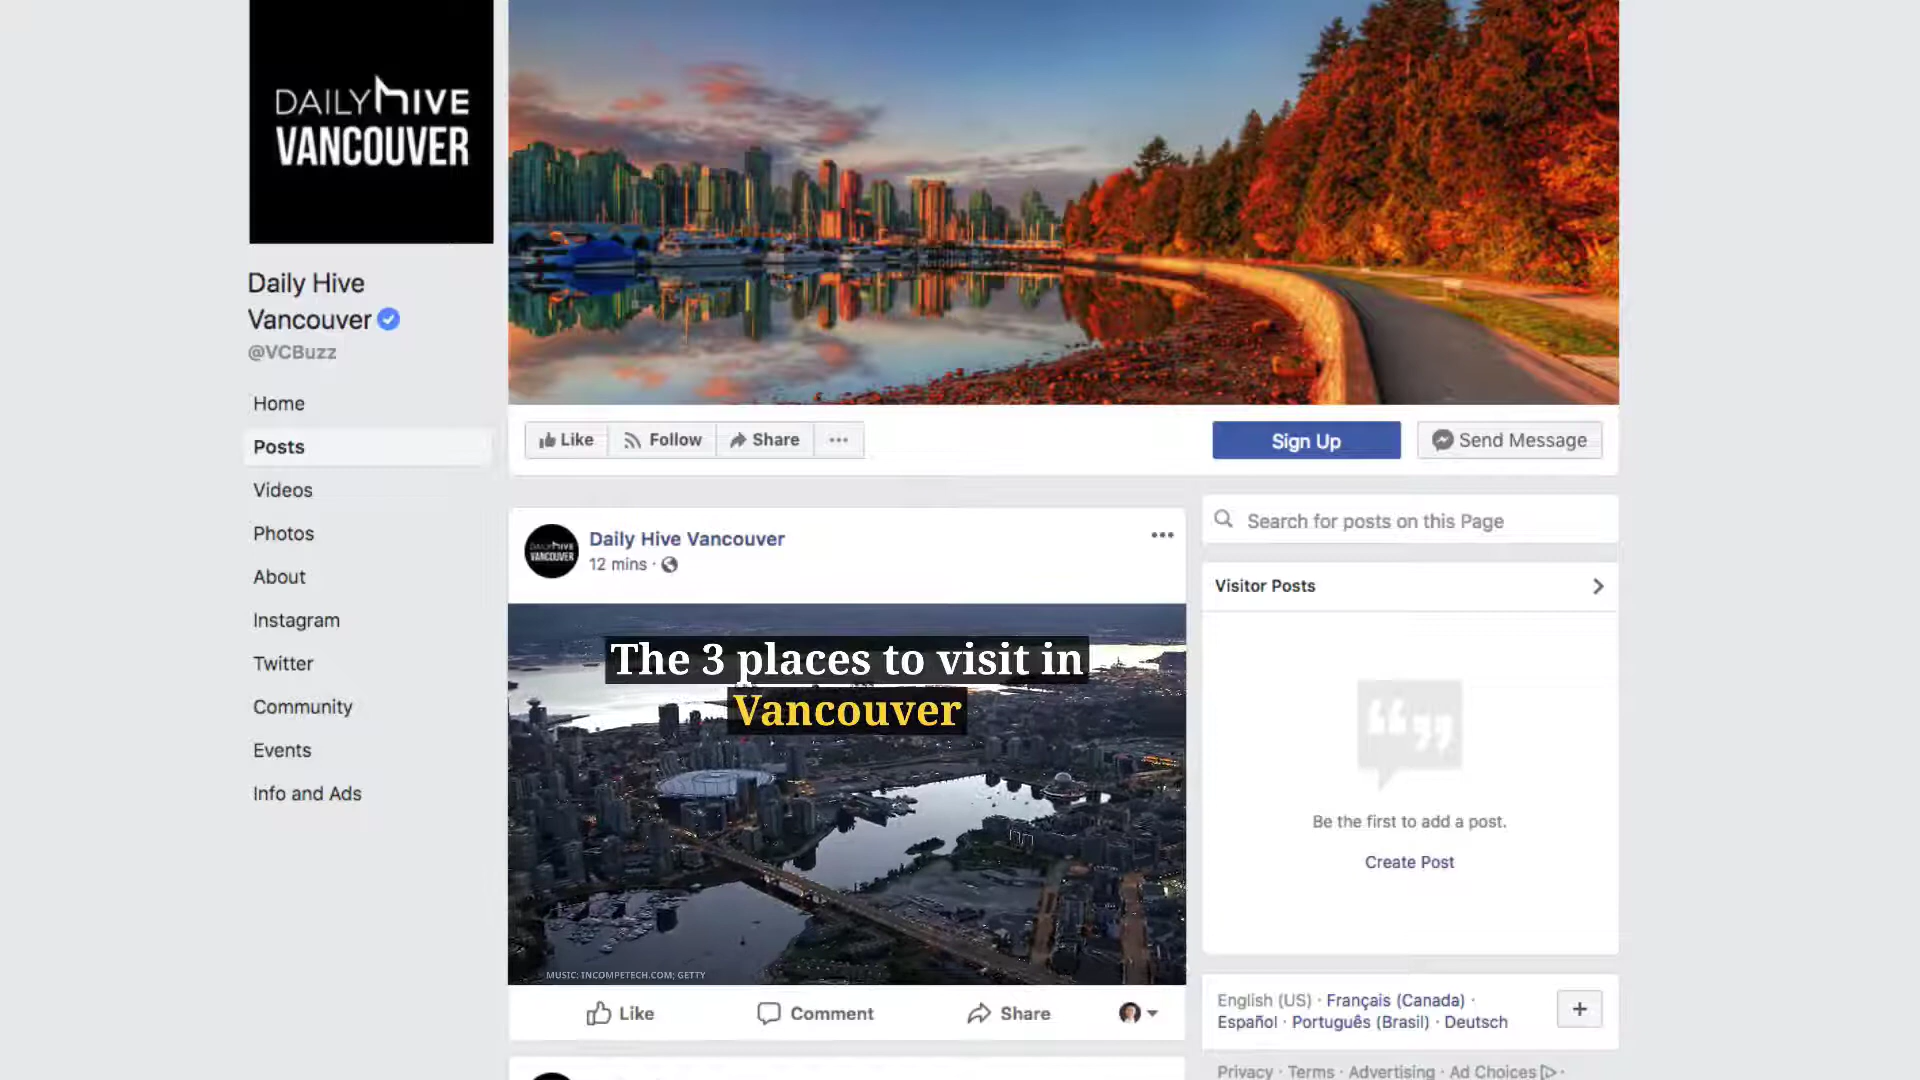 DAILY HIVE
VANCOUVER
Daily Hive
Vancouver
@VCBuzz
Home
Posts
Videos
Photos
About
Instagram
Twitter
Community
Events
Info and Ads
Like
Follow
Share
Sign Up
Send Message
DAILY HIVE
VANCOUVER
Daily Hive Vancouver
12 mins ·
The 3 places to visit in
Vancouver
MUSIC: INCOMPETECH.COM; GETTY
Like
Comment
Share
Search for posts on this Page
Visitor Posts
Be the first to add a post.
Create Post
English (US) · Français (Canada) ·
Español · Português (Brasil) · Deutsch
Privacy · Terms · Advertising · Ad Choices ·